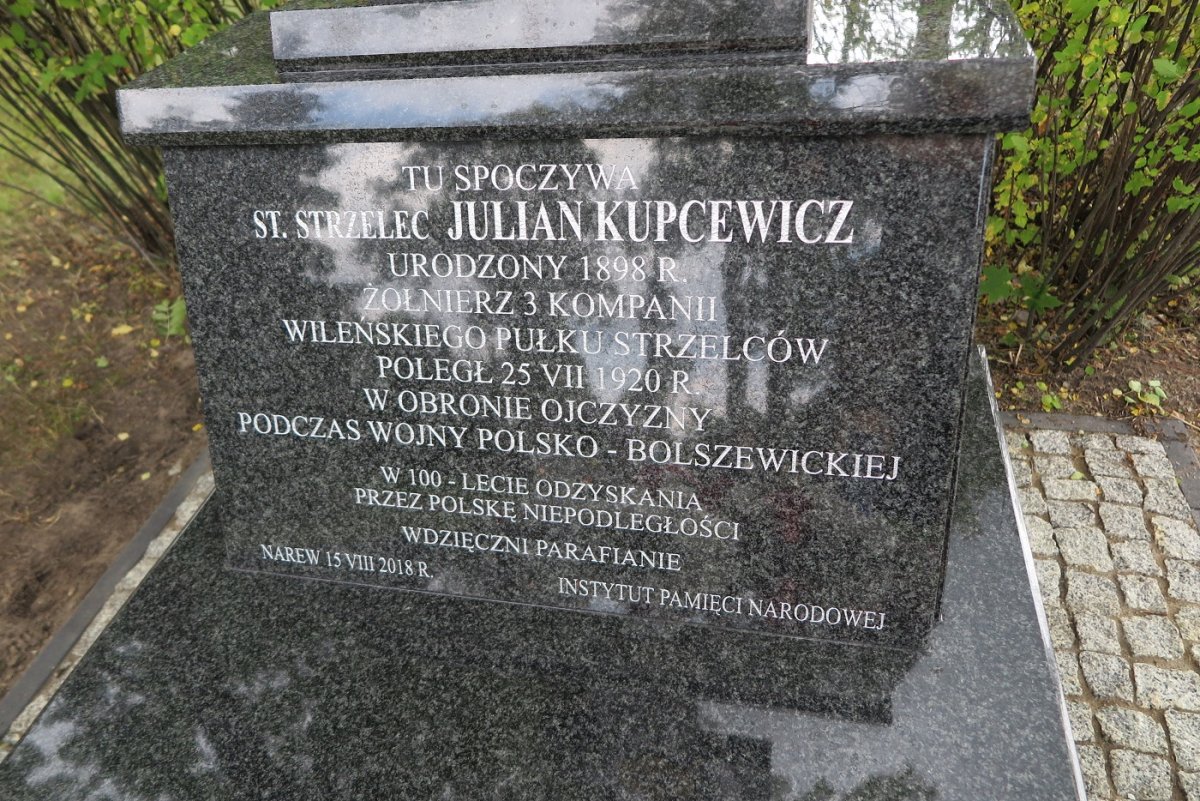 TU SPOCZYWA
ST. STRZELEC JULIAN KUPCEWICZ
URODZONY 1898 R.
ŻOŁNIERZ 3 KOMPANII
WILEŃSKIEGO PUŁKU STRZELCÓW
POLEGŁ 25 VII 1920 R.
W OBRONIE OJCZYZNY
PODCZAS WOJNY POLSKO - BOLSZEWICKIEJ
W 100 - LECIE ODZYSKANIA
PRZEZ POLSKĘ NIEPODLEGŁOŚCI
WDZIĘCZNI PARAFIANIE
NAREW 15 VIII 2018 R.
INSTYTUT PAMIĘCI NARODOWEJ